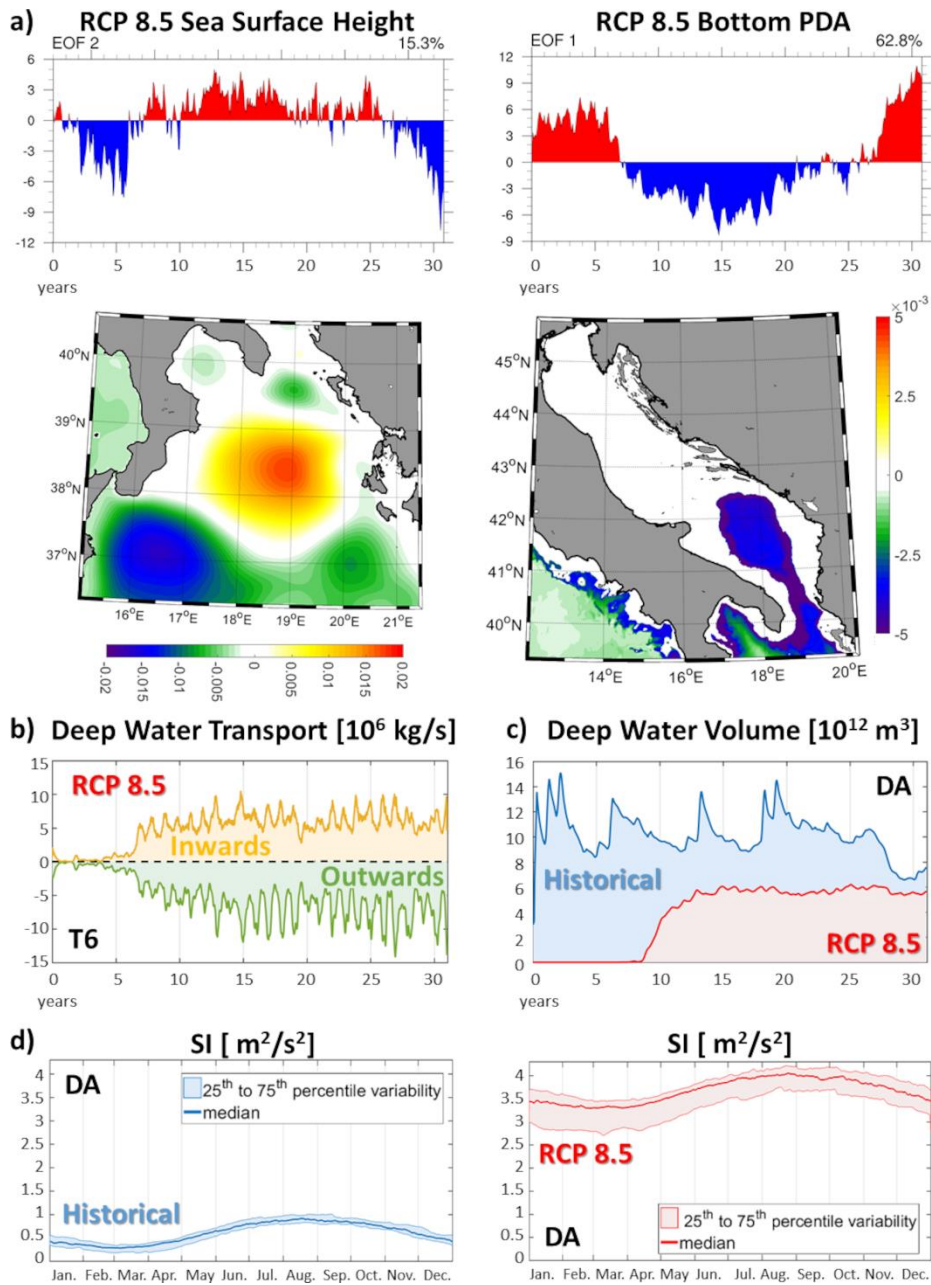 a) RCP 8.5 Sea Surface Height RCP 8.5 Bottom PDA
EOF 2 15.3% EOF 1 62.8%
6
3
0
-3
-6
-9
-12
0 5 10 15 20 25 30
years
12
9
6
3
0
-3
-6
-9
0 5 10 15 20 25 30
years
40°N
39°N
38°N
37°N
16°E 17°E 18°E 19°E 20°E 21°E
-0.02 -0.015 -0.01 -0.005 0 0.005 0.01 0.015 0.02
45°N
44°N
43°N
42°N
41°N
40°N
14°E 16°E 18°E 20°E
×10⁻³
5
2.5
0
-2.5
-5
b) Deep Water Transport [10⁶ kg/s]
15
10
5
0
-5
-10
-15
RCP 8.5
Inwards
Outwards
T6
0 5 10 15 20 25 30
years
c) Deep Water Volume [10¹² m³]
16
14
12
10
8
6
4
2
0
DA
Historical
RCP 8.5
0 5 10 15 20 25 30
years
d) SI [ m²/s²]
4
3.5
3
2.5
2
1.5
1
0.5
0
DA
25th to 75th percentile variability
median
Historical
Jan. Feb. Mar. Apr. May Jun. Jul. Aug. Sep. Oct. Nov. Dec.
SI [ m²/s²]
4
3.5
3
2.5
2
1.5
1
0.5
0
RCP 8.5
DA
25th to 75th percentile variability
median
Jan. Feb. Mar. Apr. May Jun. Jul. Aug. Sep. Oct. Nov. Dec.